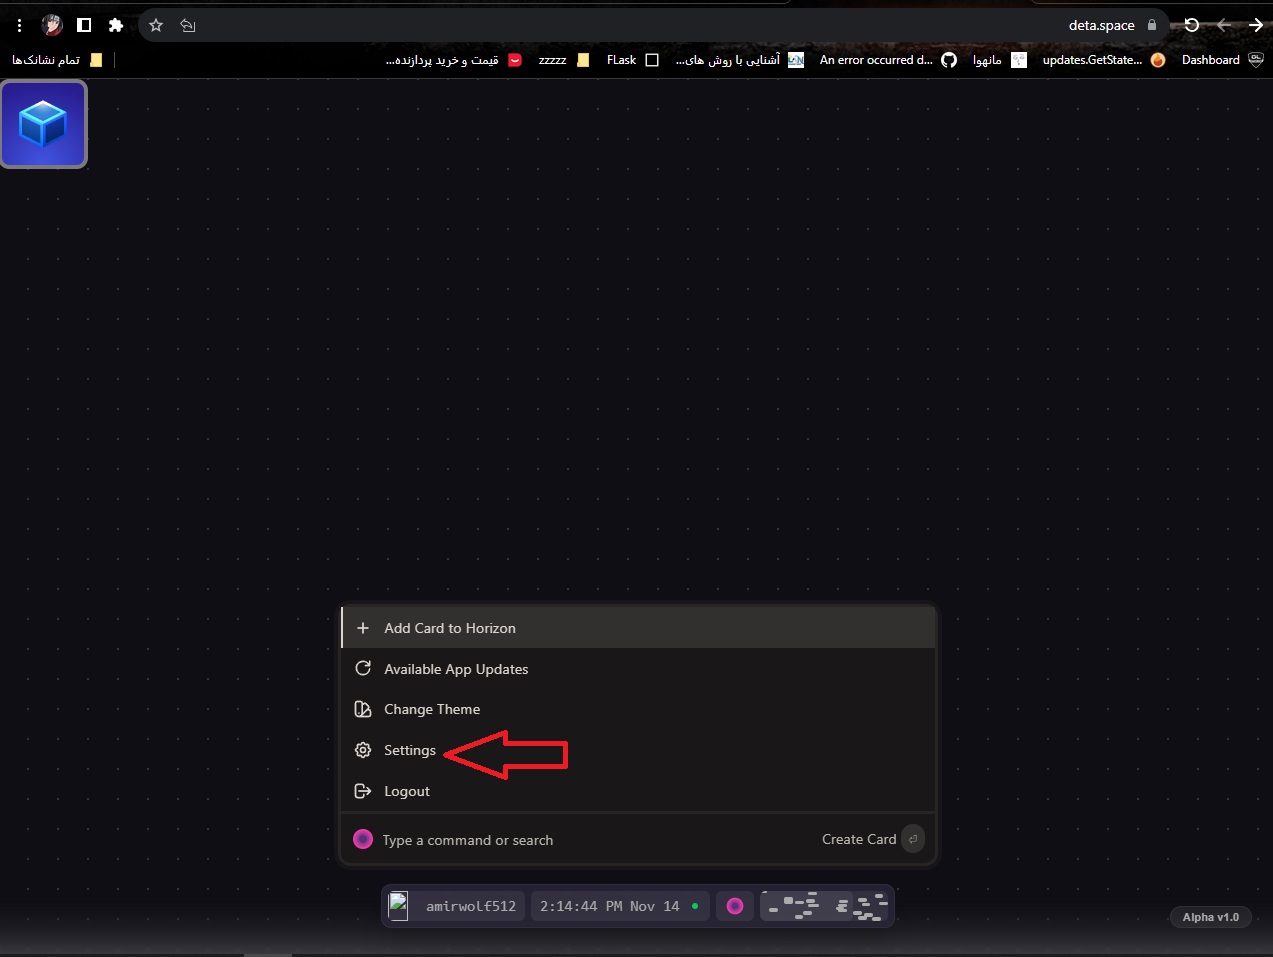 deta.space
تمام نشانک‌ها
قیمت و خرید پردازنده...
zzzzz
FLask
آشنایی با روش های...
An error occurred d...
مانهوا
updates.GetState...
Dashboard
Add Card to Horizon
Available App Updates
Change Theme
Settings
Logout
Type a command or search
Create Card
amirwolf512
2:14:44 PM Nov 14
Alpha v1.0